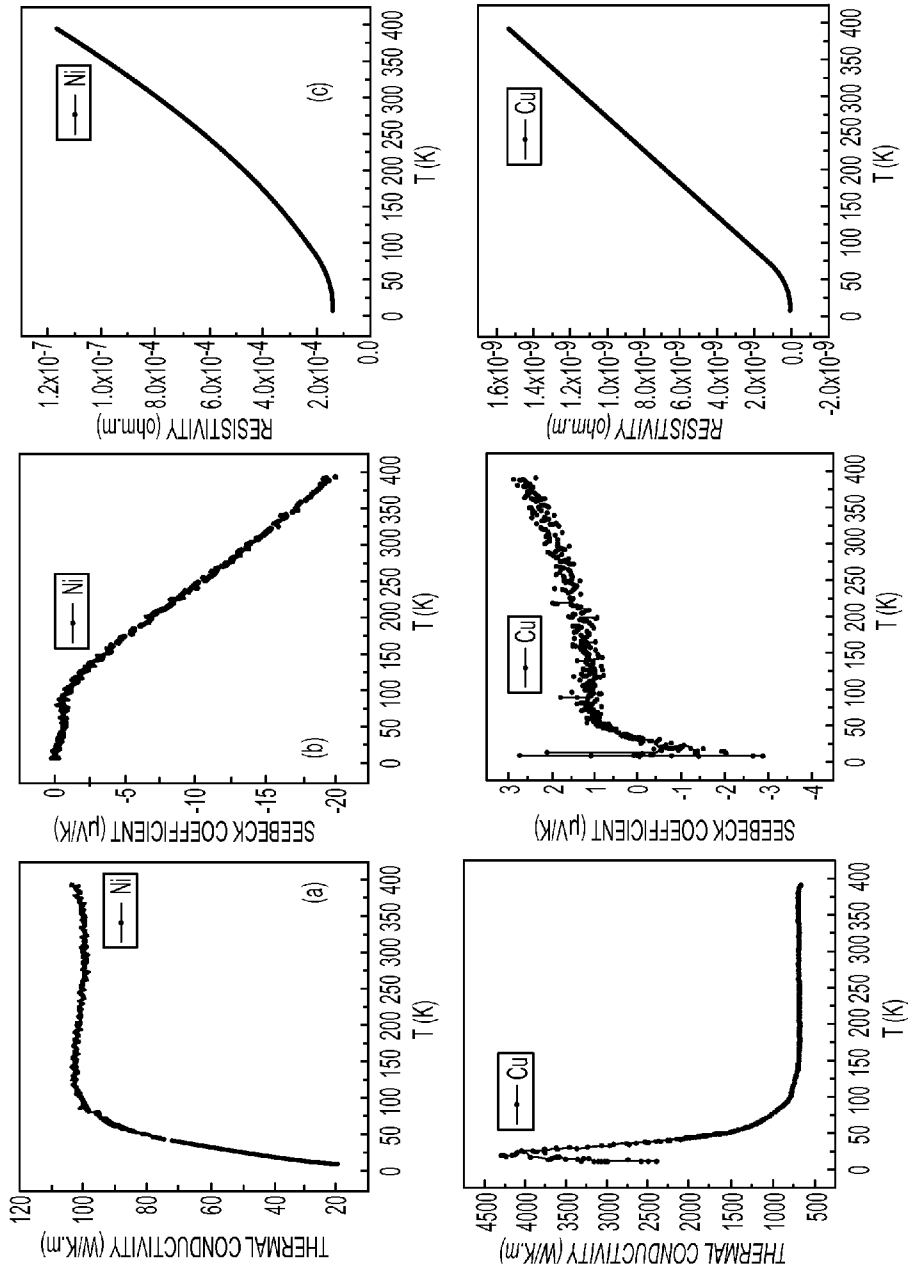 120
100
80
60
40
20
THERMAL CONDUCTIVITY (W/K.m)
Ni
(a)
0 50 100 150 200 250 300 350 400
T (K)
0
-5
-10
-15
-20
SEEBECK COEFFICIENT (µV/K)
Ni
(b)
0 50 100 150 200 250 300 350 400
T (K)
1.2x10-7
1.0x10-7
8.0x10-4
6.0x10-4
4.0x10-4
2.0x10-4
0.0
RESISTIVITY (ohm.m)
Ni
(c)
0 50 100 150 200 250 300 350 400
T (K)
4500
4000
3500
3000
2500
2000
1500
1000
500
THERMAL CONDUCTIVITY (W/K.m)
Cu
0 50 100 150 200 250 300 350 400
T (K)
3
2
1
0
-1
-2
-3
-4
SEEBECK COEFFICIENT (µV/K)
Cu
0 50 100 150 200 250 300 350 400
T (K)
1.6x10-9
1.4x10-9
1.2x10-9
1.0x10-9
8.0x10-9
6.0x10-9
4.0x10-9
2.0x10-9
0.0
-2.0x10-9
RESISTIVITY (ohm.m)
Cu
0 50 100 150 200 250 300 350 400
T (K)